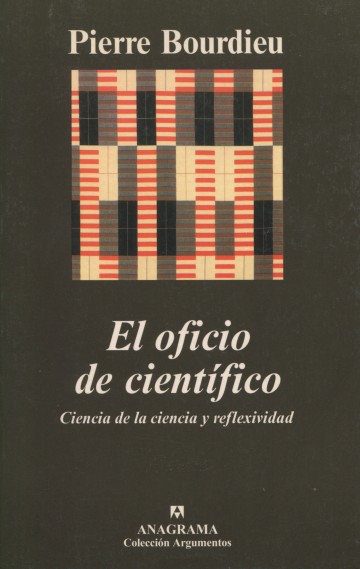 Pierre Bourdieu
El oficio
de científico
Ciencia de la ciencia y reflexividad
ANAGRAMA
Colección Argumentos